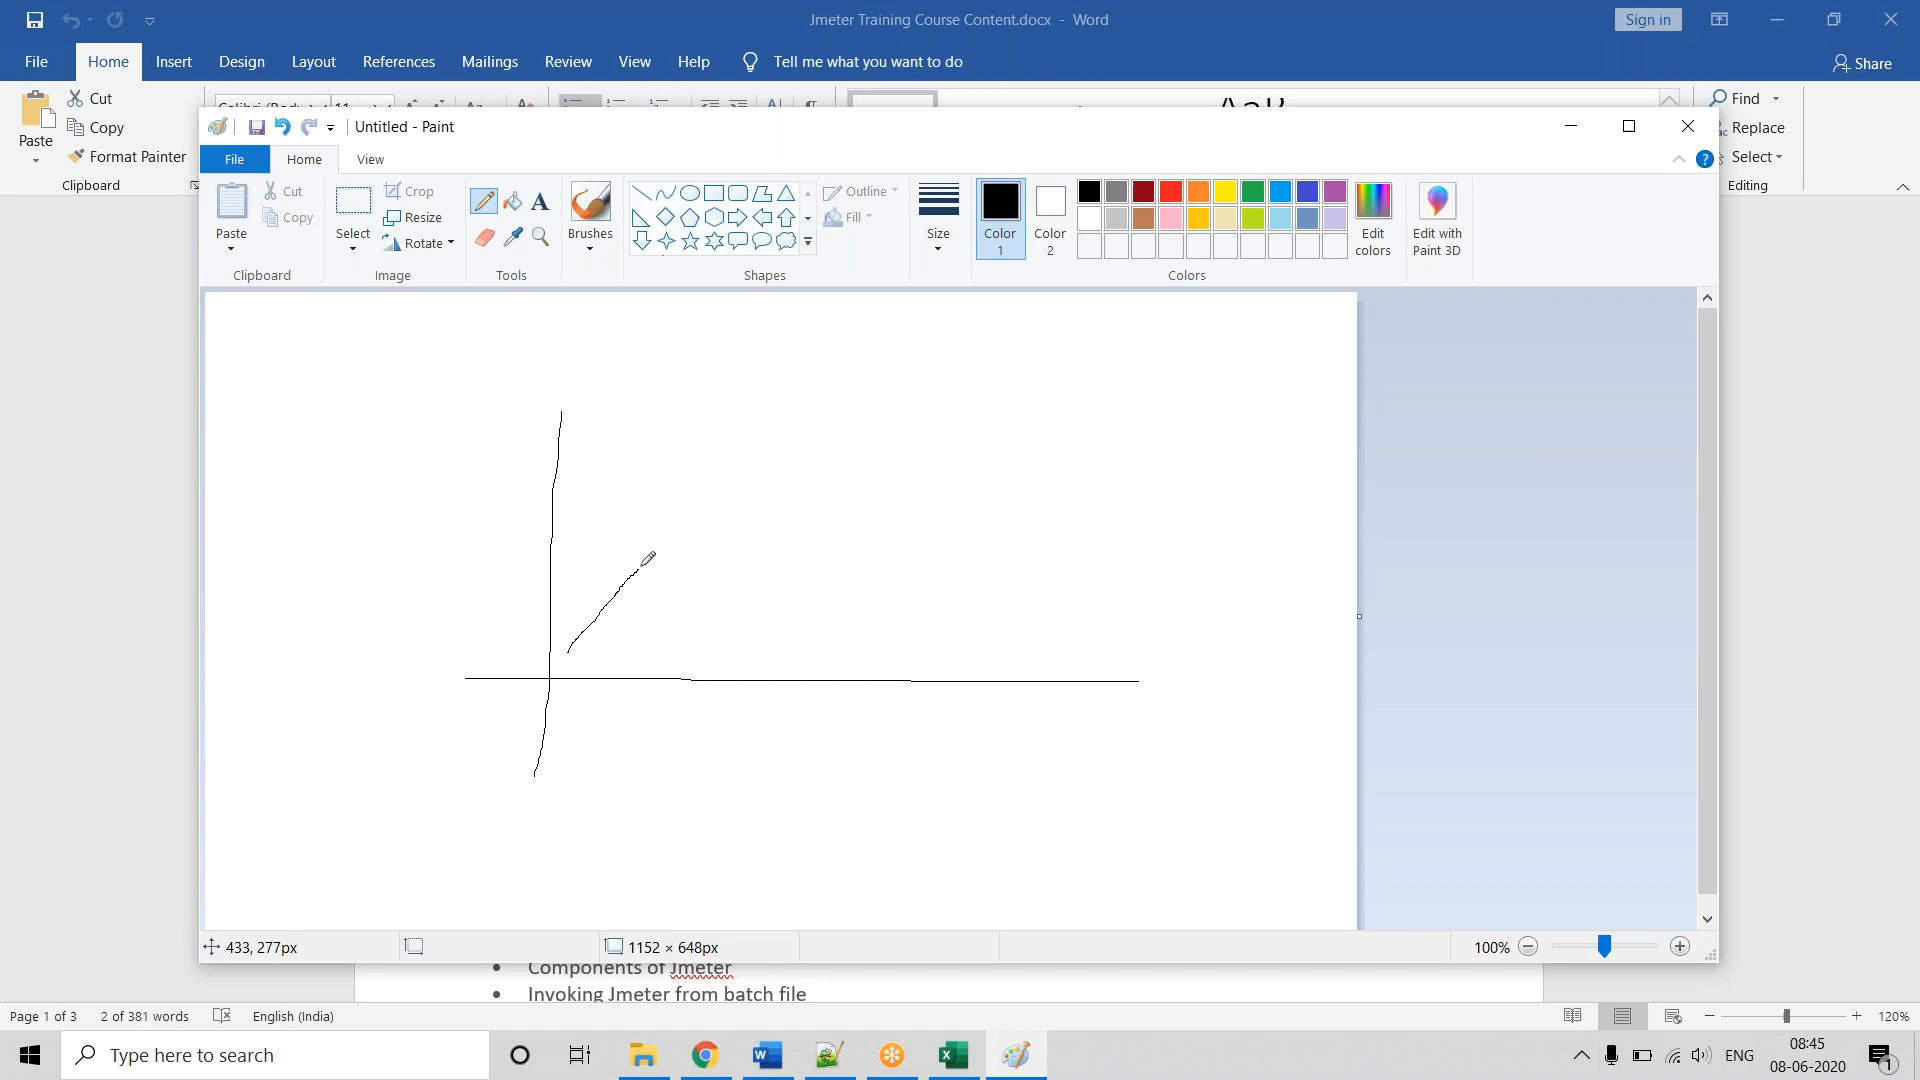 Jmeter Training Course Content.docx - Word
Sign in
File Home Insert Design Layout References Mailings Review View Help Tell me what you want to do
Share
Cut
Copy
Paste
Format Painter
Clipboard
Find
Replace
Select
Editing
Untitled - Paint
File Home View
Paste
Cut
Copy
Clipboard
Select
Crop
Resize
Rotate
Image
A
Tools
Brushes
Outline
Fill
Shapes
Size
Color 1
Color 2
Edit colors
Colors
Edit with Paint 3D
433, 277px
1152 × 648px
100%
• Components of Jmeter
• Invoking Jmeter from batch file
Page 1 of 3 2 of 381 words English (India)
120%
Type here to search
ENG
08:45
08-06-2020
1